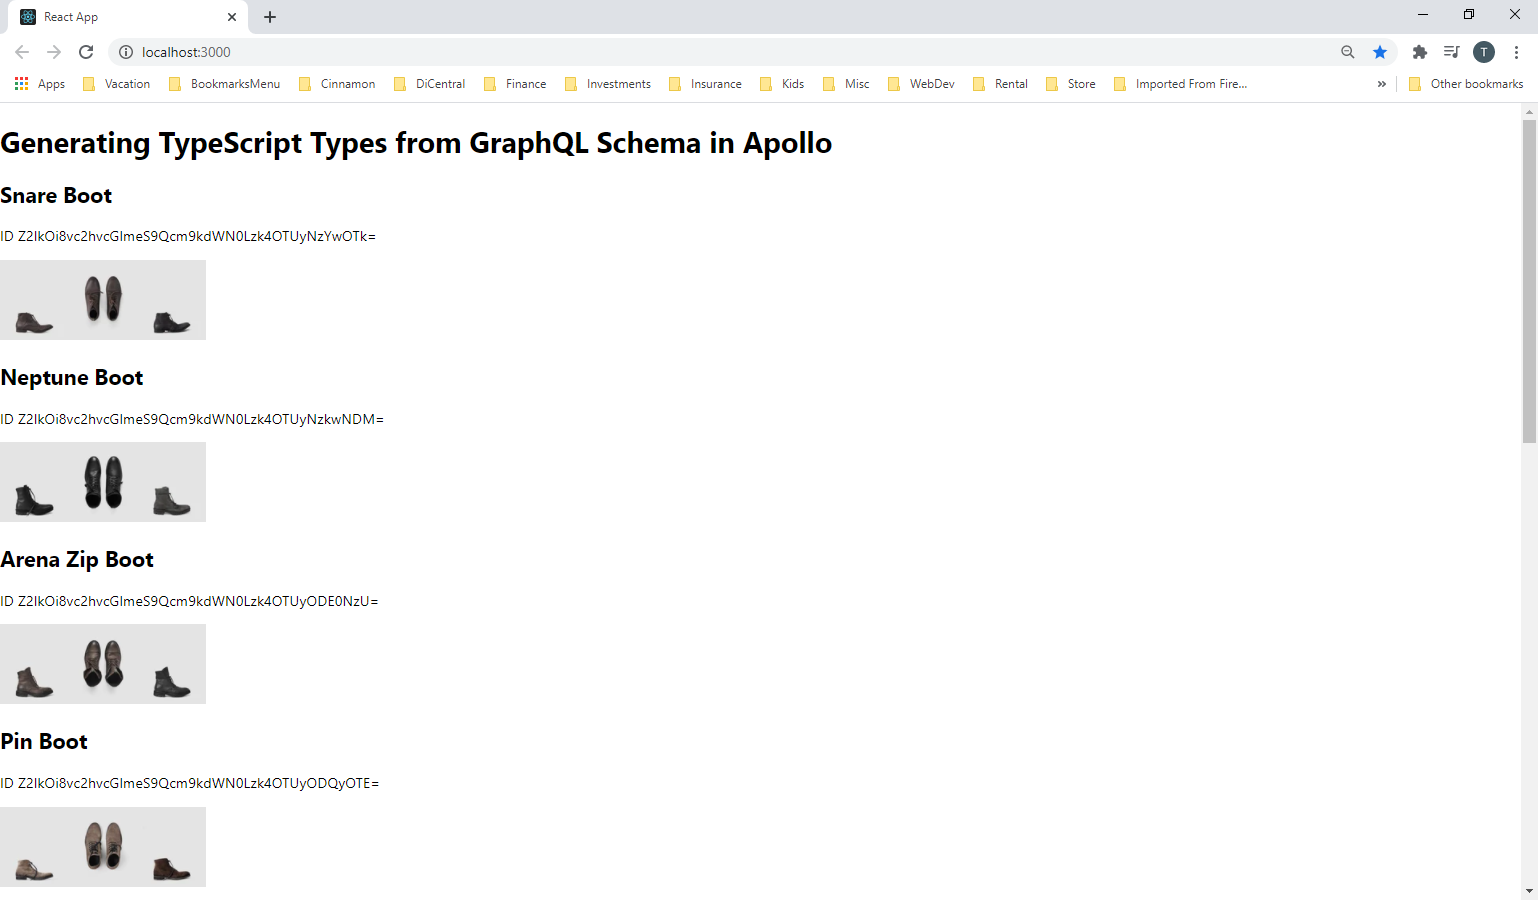 React App
localhost:3000
T
Apps Vacation BookmarksMenu Cinnamon DiCentral Finance Investments Insurance Kids Misc WebDev Rental Store Imported From Fire... » Other bookmarks
Generating TypeScript Types from GraphQL Schema in Apollo
Snare Boot
ID Z2lkOi8vc2hvcGlmeS9Qcm9kdWN0Lzk4OTUyNzYwOTk=
Neptune Boot
ID Z2lkOi8vc2hvcGlmeS9Qcm9kdWN0Lzk4OTUyNzkwNDM=
Arena Zip Boot
ID Z2lkOi8vc2hvcGlmeS9Qcm9kdWN0Lzk4OTUyODE0NzU=
Pin Boot
ID Z2lkOi8vc2hvcGlmeS9Qcm9kdWN0Lzk4OTUyODQyOTE=